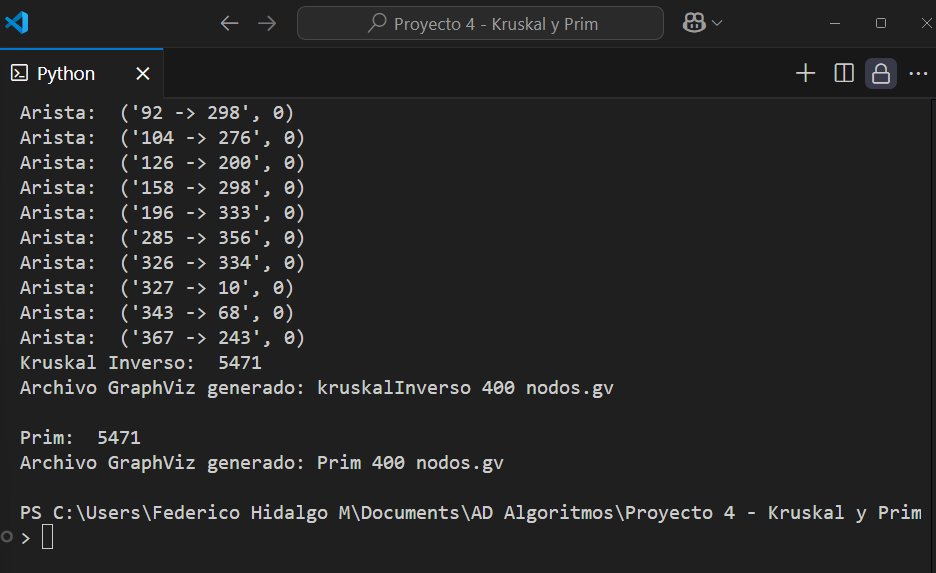 Proyecto 4 - Kruskal y Prim
Python
Arista:  ('92 -> 298', 0)
Arista:  ('104 -> 276', 0)
Arista:  ('126 -> 200', 0)
Arista:  ('158 -> 298', 0)
Arista:  ('196 -> 333', 0)
Arista:  ('285 -> 356', 0)
Arista:  ('326 -> 334', 0)
Arista:  ('327 -> 10', 0)
Arista:  ('343 -> 68', 0)
Arista:  ('367 -> 243', 0)
Kruskal Inverso:  5471
Archivo GraphViz generado: kruskalInverso 400 nodos.gv
Prim:  5471
Archivo GraphViz generado: Prim 400 nodos.gv
PS C:\Users\Federico Hidalgo M\Documents\AD Algoritmos\Proyecto 4 - Kruskal y Prim
>